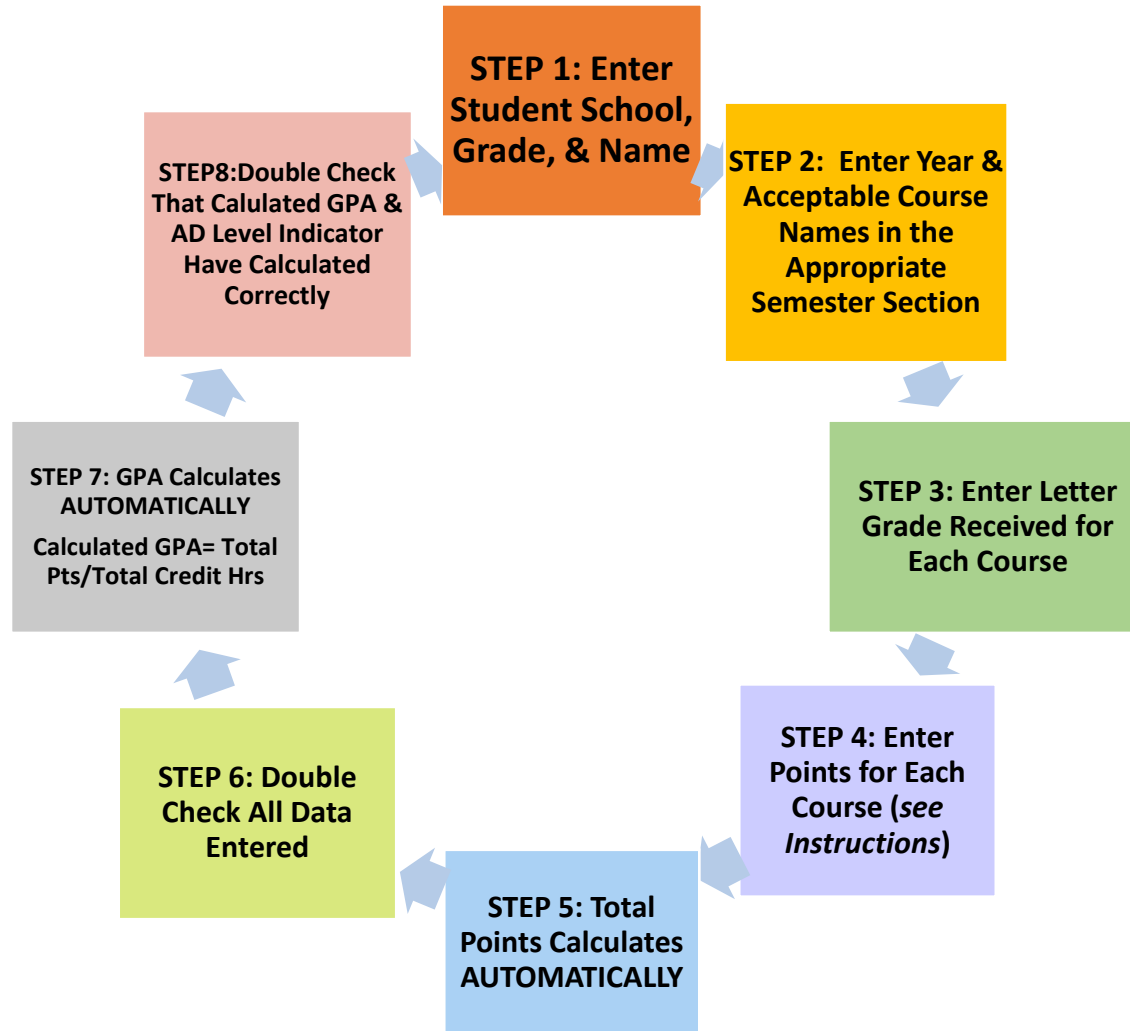 STEP 1: Enter
Student School,
Grade, & Name
STEP 2:  Enter Year &
Acceptable Course
Names in the
Appropriate
Semester Section
STEP 3: Enter Letter
Grade Received for
Each Course
STEP 4: Enter
Points for Each
Course (see
Instructions)
STEP 5: Total
Points Calculates
AUTOMATICALLY
STEP 6: Double
Check All Data
Entered
STEP 7: GPA Calculates
AUTOMATICALLY
Calculated GPA= Total
Pts/Total Credit Hrs
STEP8:Double Check
That Calulated GPA &
AD Level Indicator
Have Calculated
Correctly